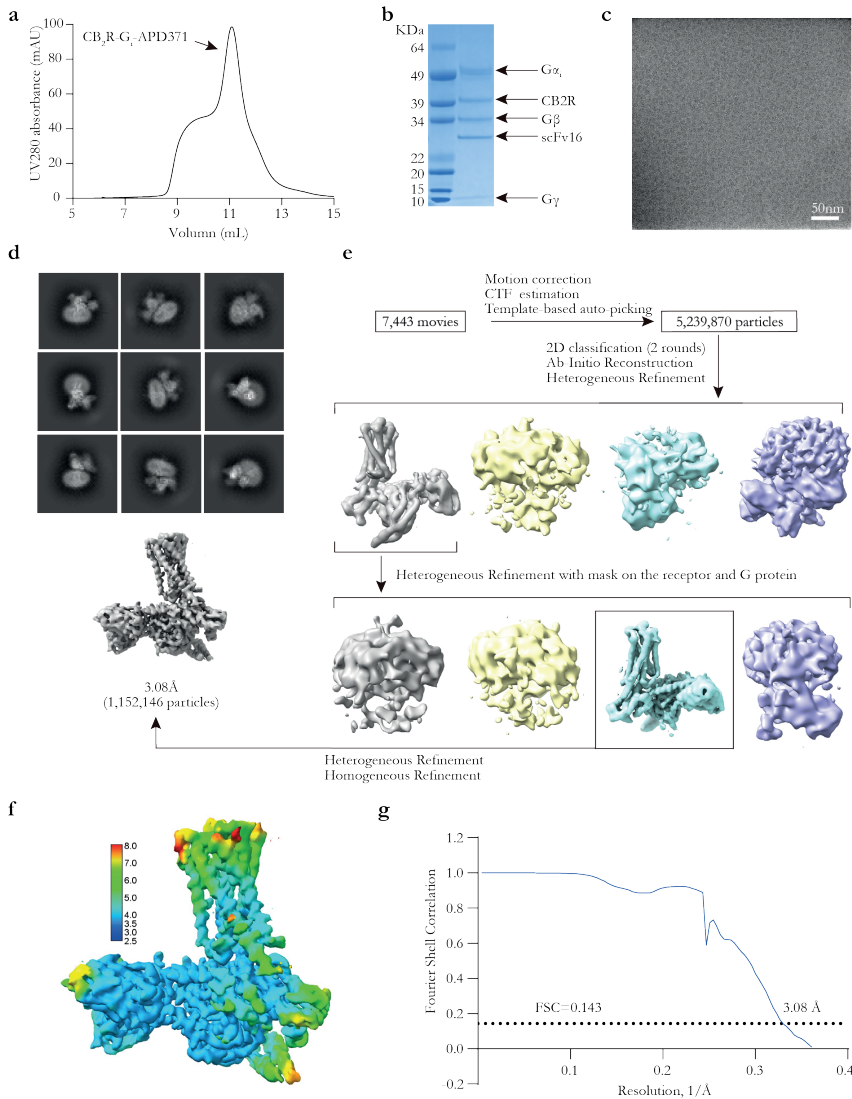 a
100
80
60
40
20
0
UV280 absorbance (mAU)
CB2R-Gi-APD371
5
7
9
11
13
15
Volumn (mL)
b
KDa
64
49
39
34
22
20
15
10
Gαi
CB2R
Gβ
scFv16
Gγ
c
50nm
d
3.08Å
(1,152,146 particles)
e
7,443 movies
Motion correction
CTF estimation
Template-based auto-picking
5,239,870 particles
2D classification (2 rounds)
Ab-Initio Reconstruction
Heterogeneous Refinement
Heterogeneous Refinement with mask on the receptor and G protein
Heterogeneous Refinement
Homogeneous Refinement
f
8.0
7.0
6.0
5.0
4.0
3.5
3.0
2.5
g
1.2
1.0
0.8
0.6
0.4
0.2
0.0
-0.2
Fourier Shell Correlation
FSC=0.143
3.08 Å
0.1
0.2
0.3
0.4
Resolution, 1/Å